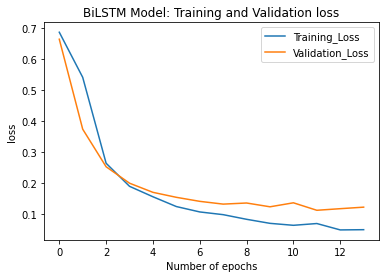 BiLSTM Model: Training and Validation loss
Training_Loss
Validation_Loss
0.7
0.6
0.5
0.4
0.3
0.2
0.1
loss
0 2 4 6 8 10 12
Number of epochs